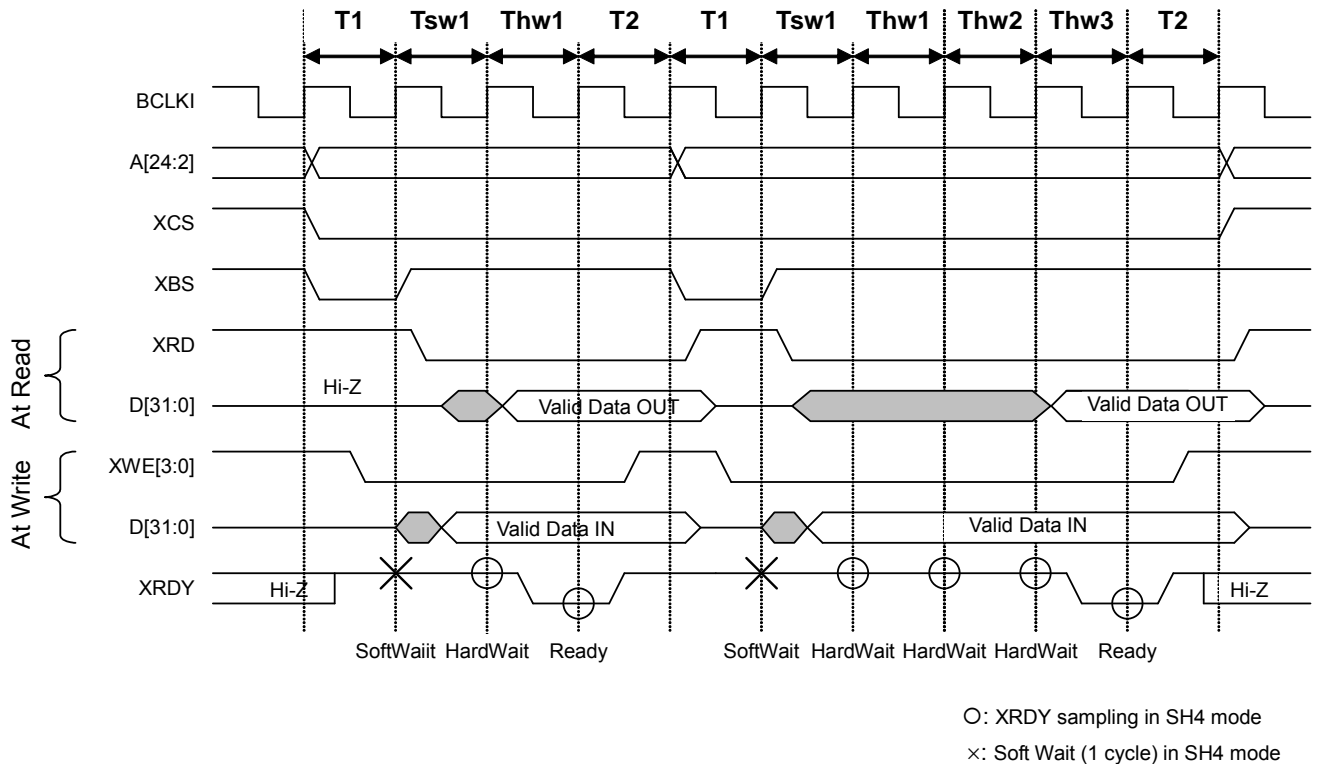 T1 Tsw1 Thw1 T2 T1 Tsw1 Thw1 Thw2 Thw3 T2
BCLKI
A[24:2]
XCS
XBS
At Read
XRD
Hi-Z
D[31:0] Valid Data OUT Valid Data OUT
At Write
XWE[3:0]
D[31:0] Valid Data IN Valid Data IN
XRDY Hi-Z Hi-Z
SoftWaiit HardWait Ready SoftWait HardWait HardWait HardWait Ready
○: XRDY sampling in SH4 mode
×: Soft Wait (1 cycle) in SH4 mode